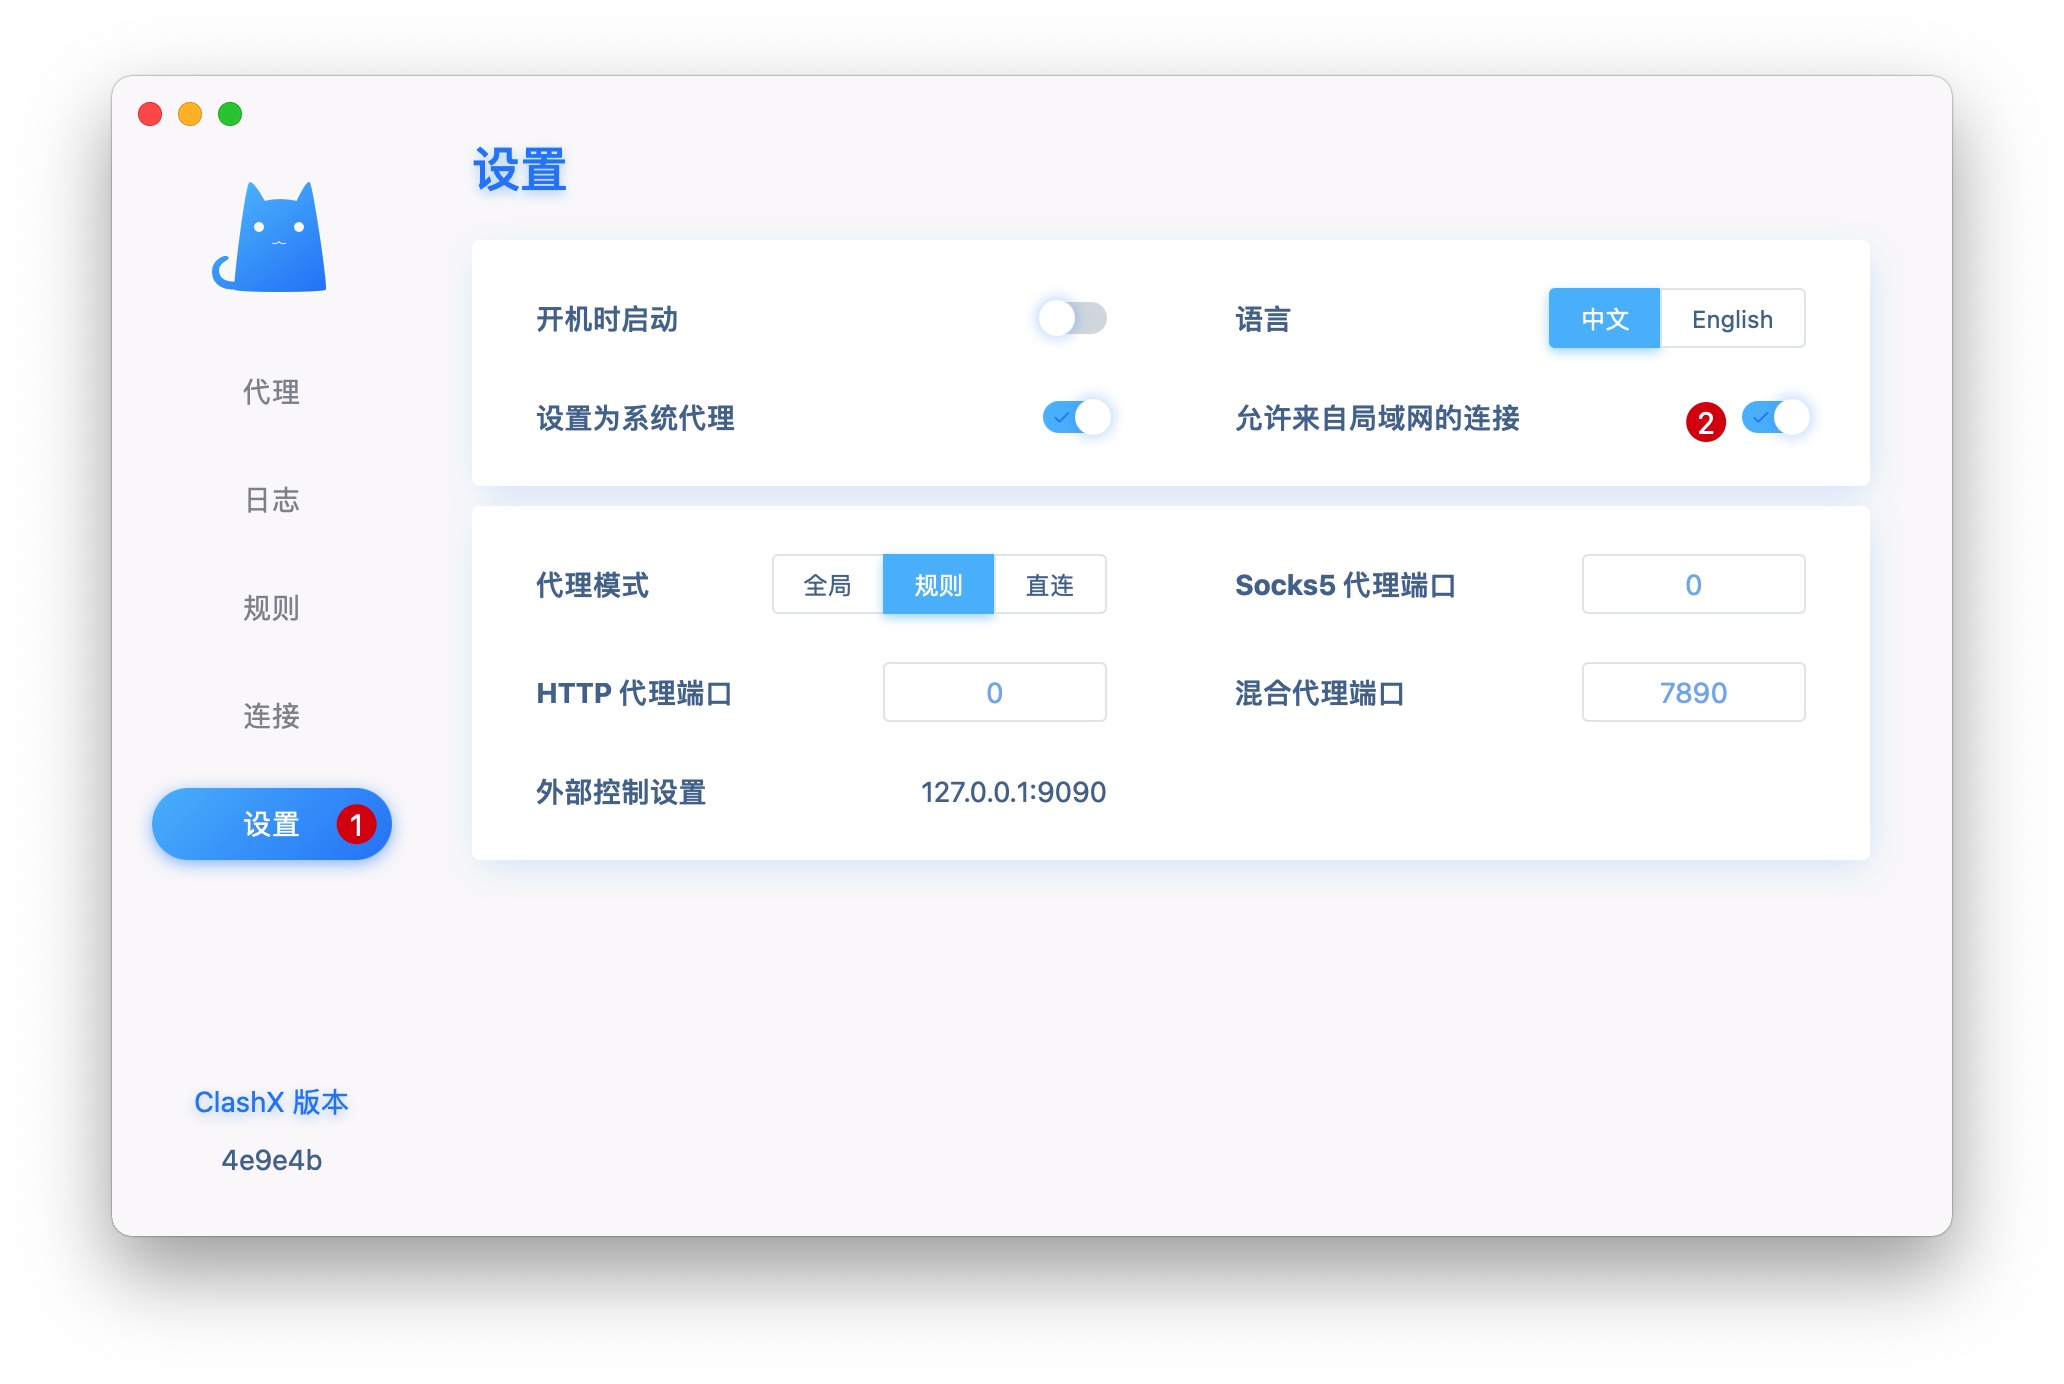 设置
代理
日志
规则
连接
设置 1
ClashX 版本
4e9e4b
开机时启动
语言 中文 English
设置为系统代理
允许来自局域网的连接 2
代理模式 全局 规则 直连
Socks5 代理端口 0
HTTP 代理端口 0
混合代理端口 7890
外部控制设置 127.0.0.1:9090